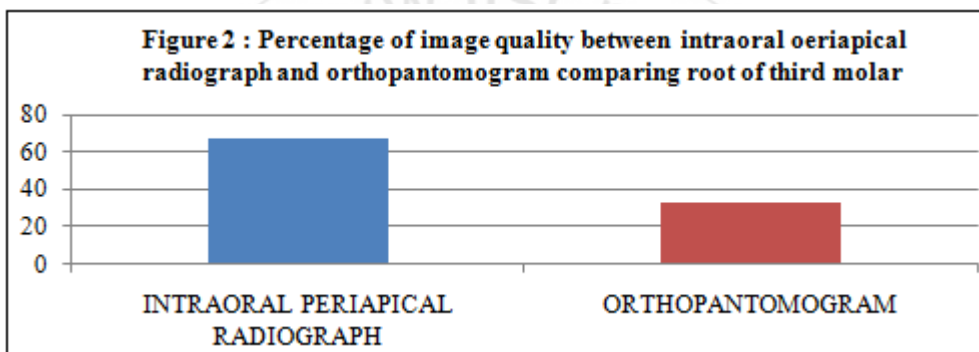 Figure 2 : Percentage of image quality between intraoral oeriapical
radiograph and orthopantomogram comparing root of third molar
80
60
40
20
0
INTRAORAL PERIAPICAL
RADIOGRAPH
ORTHOPANTOMOGRAM